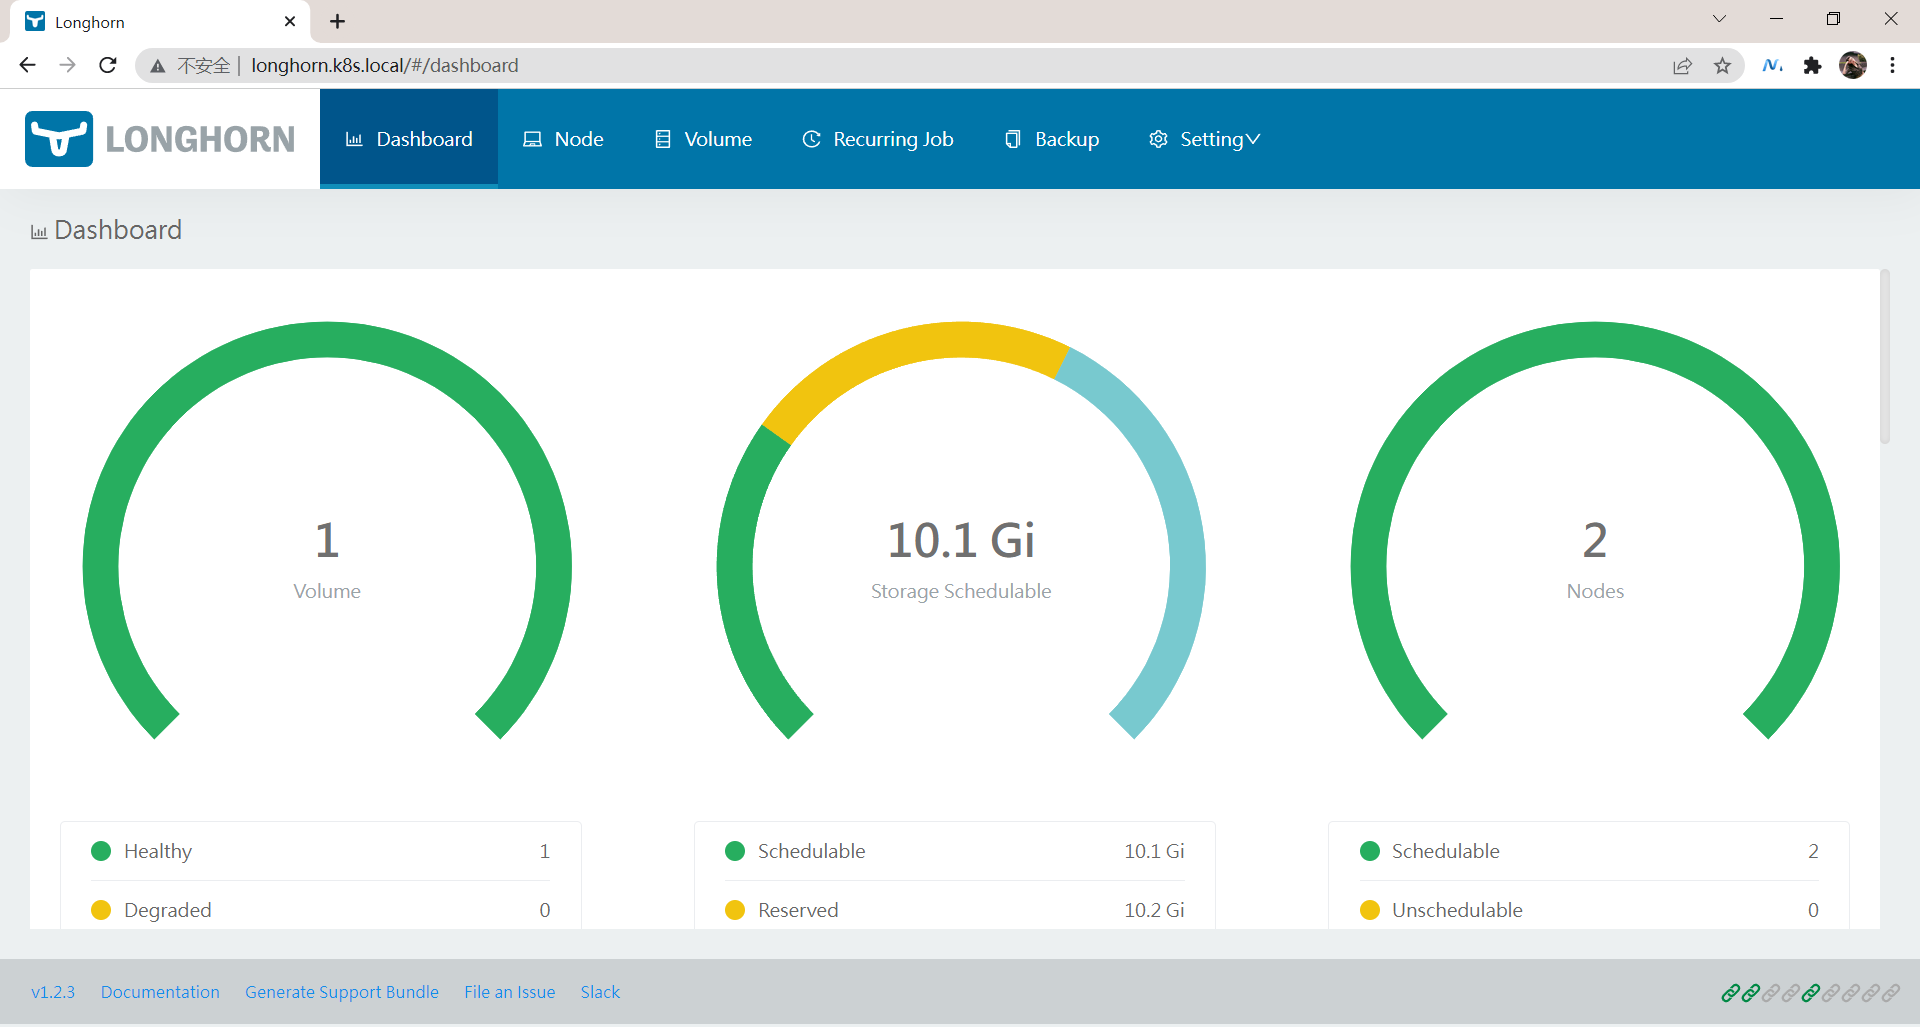 Longhorn
不安全 | longhorn.k8s.local/#/dashboard
LONGHORN
Dashboard
Node
Volume
Recurring Job
Backup
Setting
Dashboard
1
Volume
10.1 Gi
Storage Schedulable
2
Nodes
Healthy 1
Degraded 0
Schedulable 10.1 Gi
Reserved 10.2 Gi
Schedulable 2
Unschedulable 0
v1.2.3 Documentation Generate Support Bundle File an Issue Slack